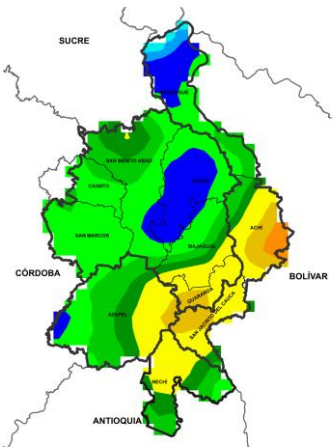 SUCRE
SAN BENITO ABAD
CAIMITO
SAN MARCOS
MAJAGUAL
ACHI
CÓRDOBA
BOLÍVAR
GUARANDA
SAN JACINTO DEL CAUCA
AYAPEL
NECHÍ
ANTIOQUIA